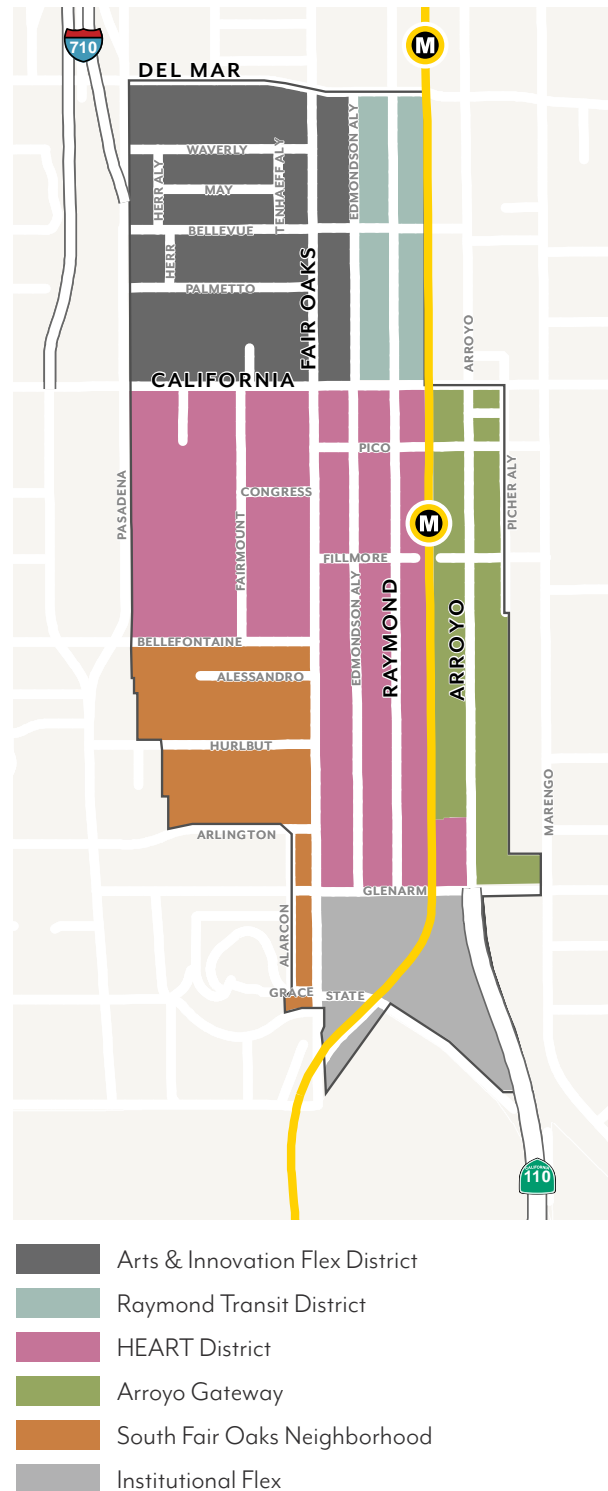 710
M
DEL MAR
WAVERLY
HERR ALY
MAY
TENHAEFF ALY
EDMONDSON ALY
BELLEVUE
HERR
PALMETTO
FAIR OAKS
ARROYO
CALIFORNIA
PICO
PASADENA
CONGRESS
FAIRMOUNT
M
PICHER ALY
FILLMORE
EDMONDSON ALY
RAYMOND
ARROYO
BELLEFONTAINE
ALESSANDRO
HURLBUT
MARENGO
ARLINGTON
GLENARM
ALARCON
GRACE
STATE
CALIFORNIA
110
Arts & Innovation Flex District
Raymond Transit District
HEART District
Arroyo Gateway
South Fair Oaks Neighborhood
Institutional Flex